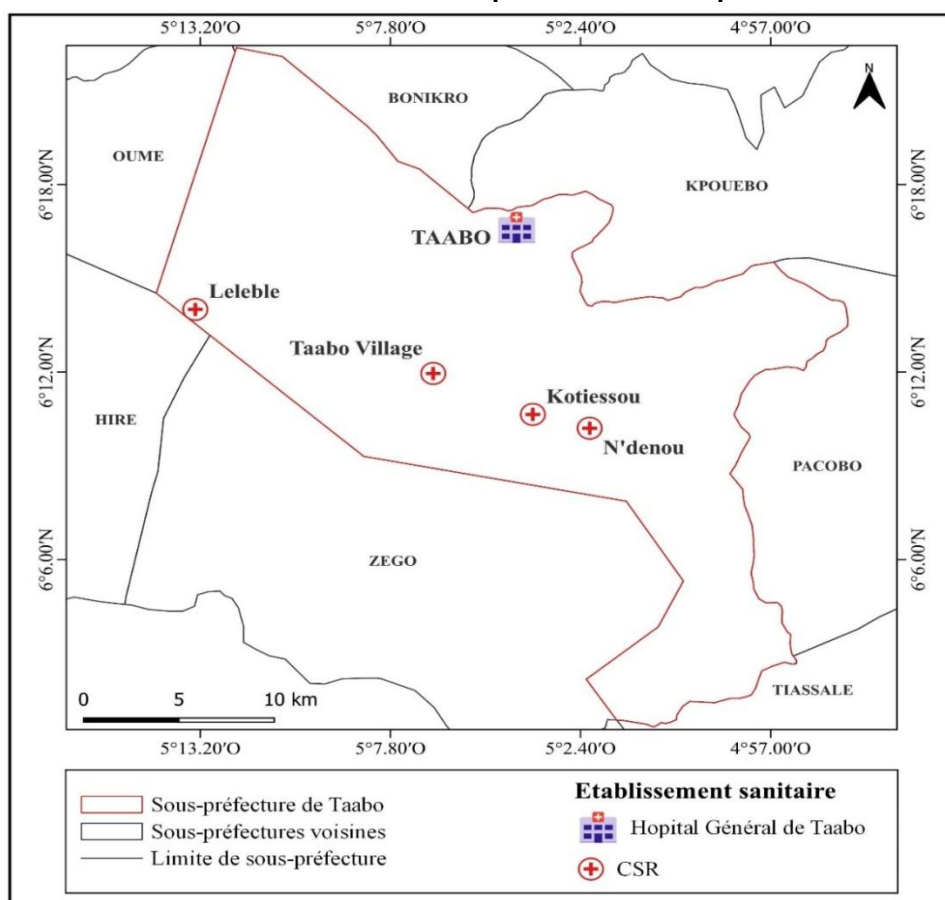 5°13.20'O 5°7.80'O 5°2.40'O 4°57.00'O
N
BONIKRO
OUME
KPOUEBO
6°18.00'N 6°18.00'N
TAABO
Leleble
Taabo Village
6°12.00'N 6°12.00'N
Kotiessou
HIRE
N'denou
PACOBO
6°6.00'N 6°6.00'N
ZEGO
TIASSALE
0 5 10 km
5°13.20'O 5°7.80'O 5°2.40'O 4°57.00'O
Sous-préfecture de Taabo
Sous-préfectures voisines
Limite de sous-préfecture
Etablissement sanitaire
Hopital Général de Taabo
CSR